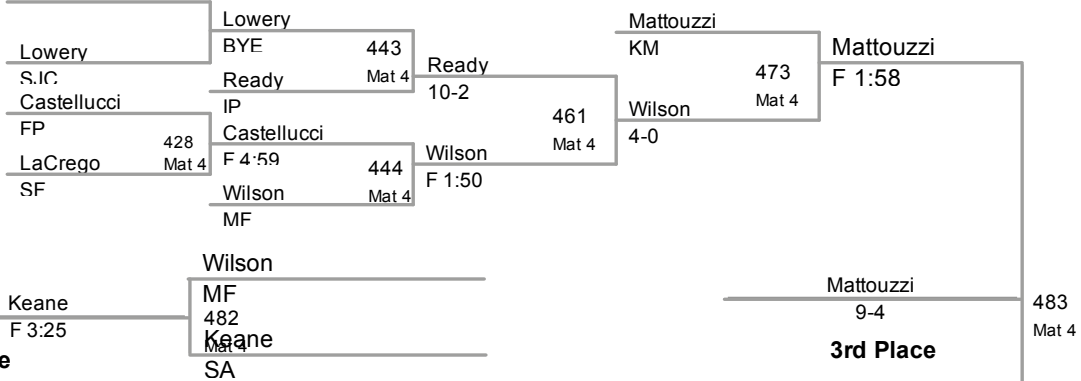 Lowery
SJC
Castellucci
FP
428
Mat 4
LaCrego
SF
Lowery
BYE
443
Mat 4
Ready
IP
Castellucci
F 4:59
444
Mat 4
Wilson
MF
Ready
10-2
461
Mat 4
Wilson
F 1:50
Mattouzzi
KM
473
Mat 4
Wilson
4-0
Mattouzzi
F 1:58
Keane
F 3:25
e
Wilson
MF
482
Mat 4
Keane
SA
Mattouzzi
9-4
3rd Place
483
Mat 4